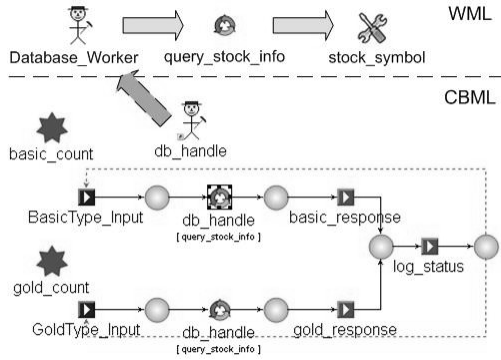 WML
Database_Worker
query_stock_info
stock_symbol
CBML
db_handle
basic_count
BasicType_Input
db_handle
basic_response
[ query_stock_info ]
log_status
gold_count
GoldType_Input
db_handle
gold_response
[ query_stock_info ]